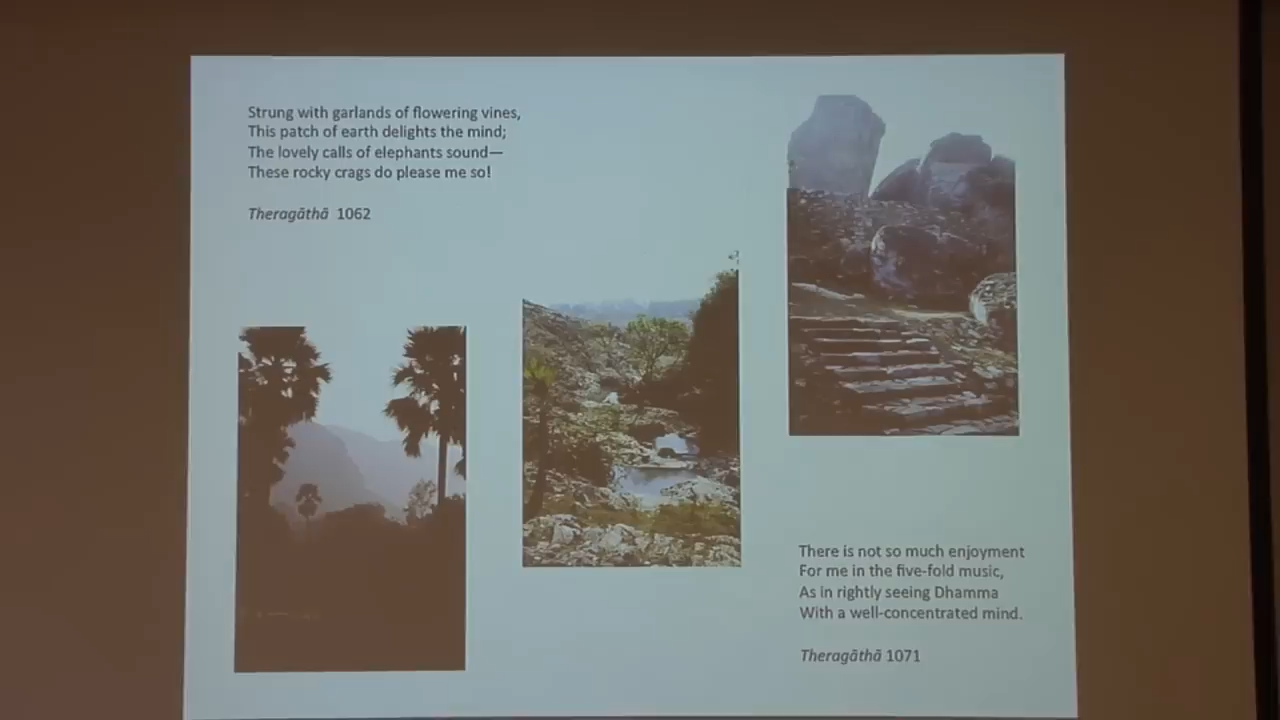 Strung with garlands of flowering vines,
This patch of earth delights the mind;
The lovely calls of elephants sound—
These rocky crags do please me so!
Theragāthā 1062
There is not so much enjoyment
For me in the five-fold music,
As in rightly seeing Dhamma
With a well-concentrated mind.
Theragāthā 1071